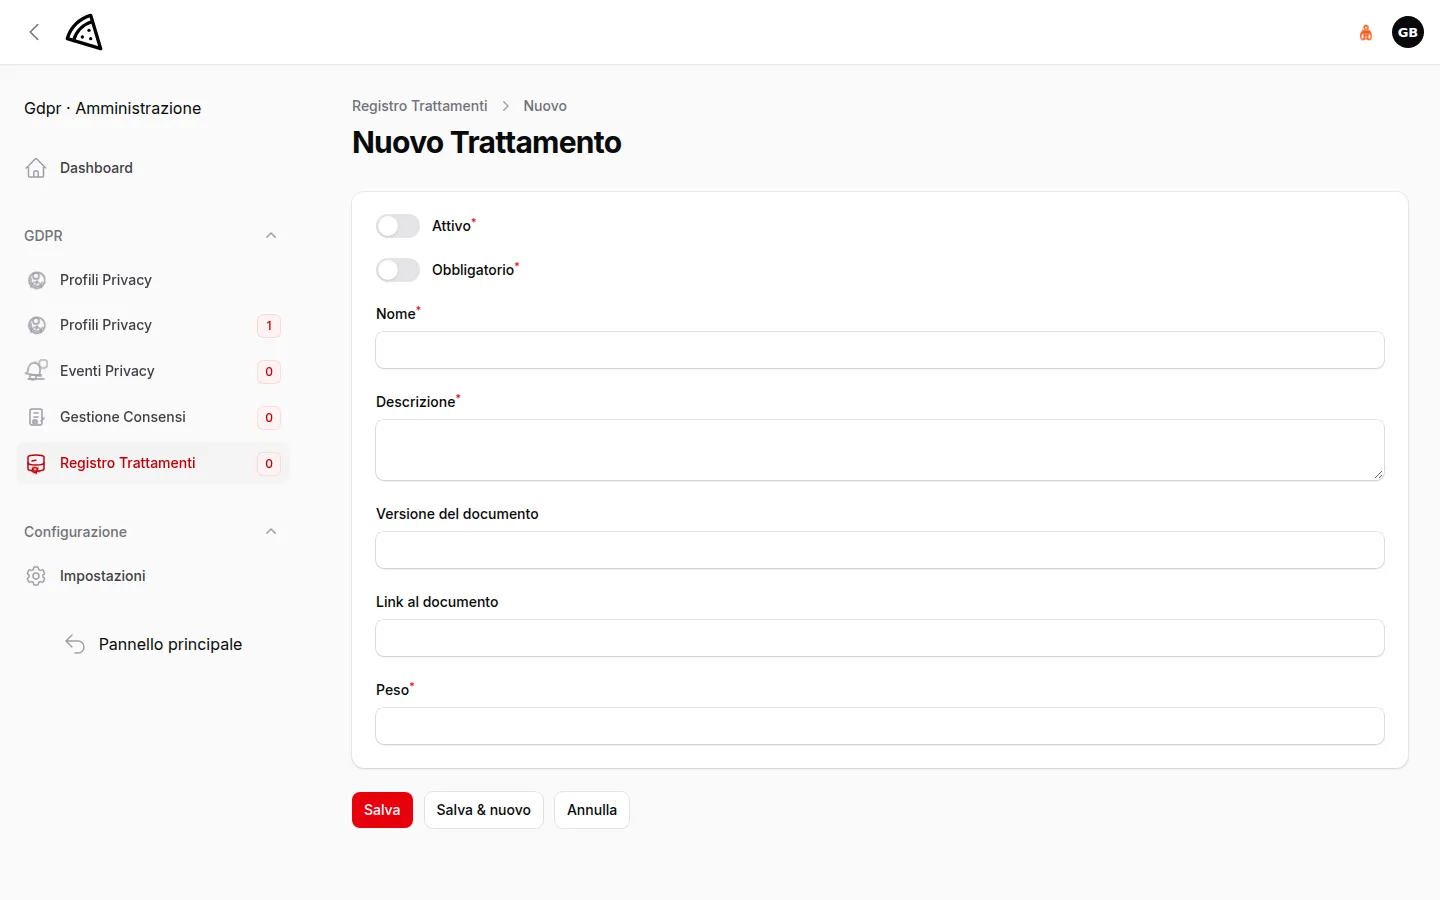 GB
Gdpr · Amministrazione
Dashboard
GDPR
Profili Privacy
Profili Privacy 1
Eventi Privacy 0
Gestione Consensi 0
Registro Trattamenti 0
Configurazione
Impostazioni
Pannello principale
Registro Trattamenti > Nuovo
Nuovo Trattamento
Attivo*
Obbligatorio*
Nome*
Descrizione*
Versione del documento
Link al documento
Peso*
Salva
Salva & nuovo
Annulla